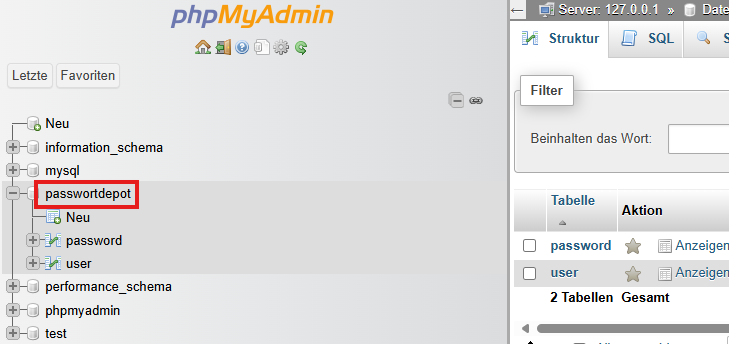 phpMyAdmin
Letzte Favoriten
Neu
information_schema
mysql
passwortdepot
Neu
password
user
performance_schema
phpmyadmin
test
Server: 127.0.0.1 »
Struktur SQL
Filter
Beinhalten das Wort:
Tabelle Aktion
password Anzeigen
user Anzeigen
2 Tabellen Gesamt